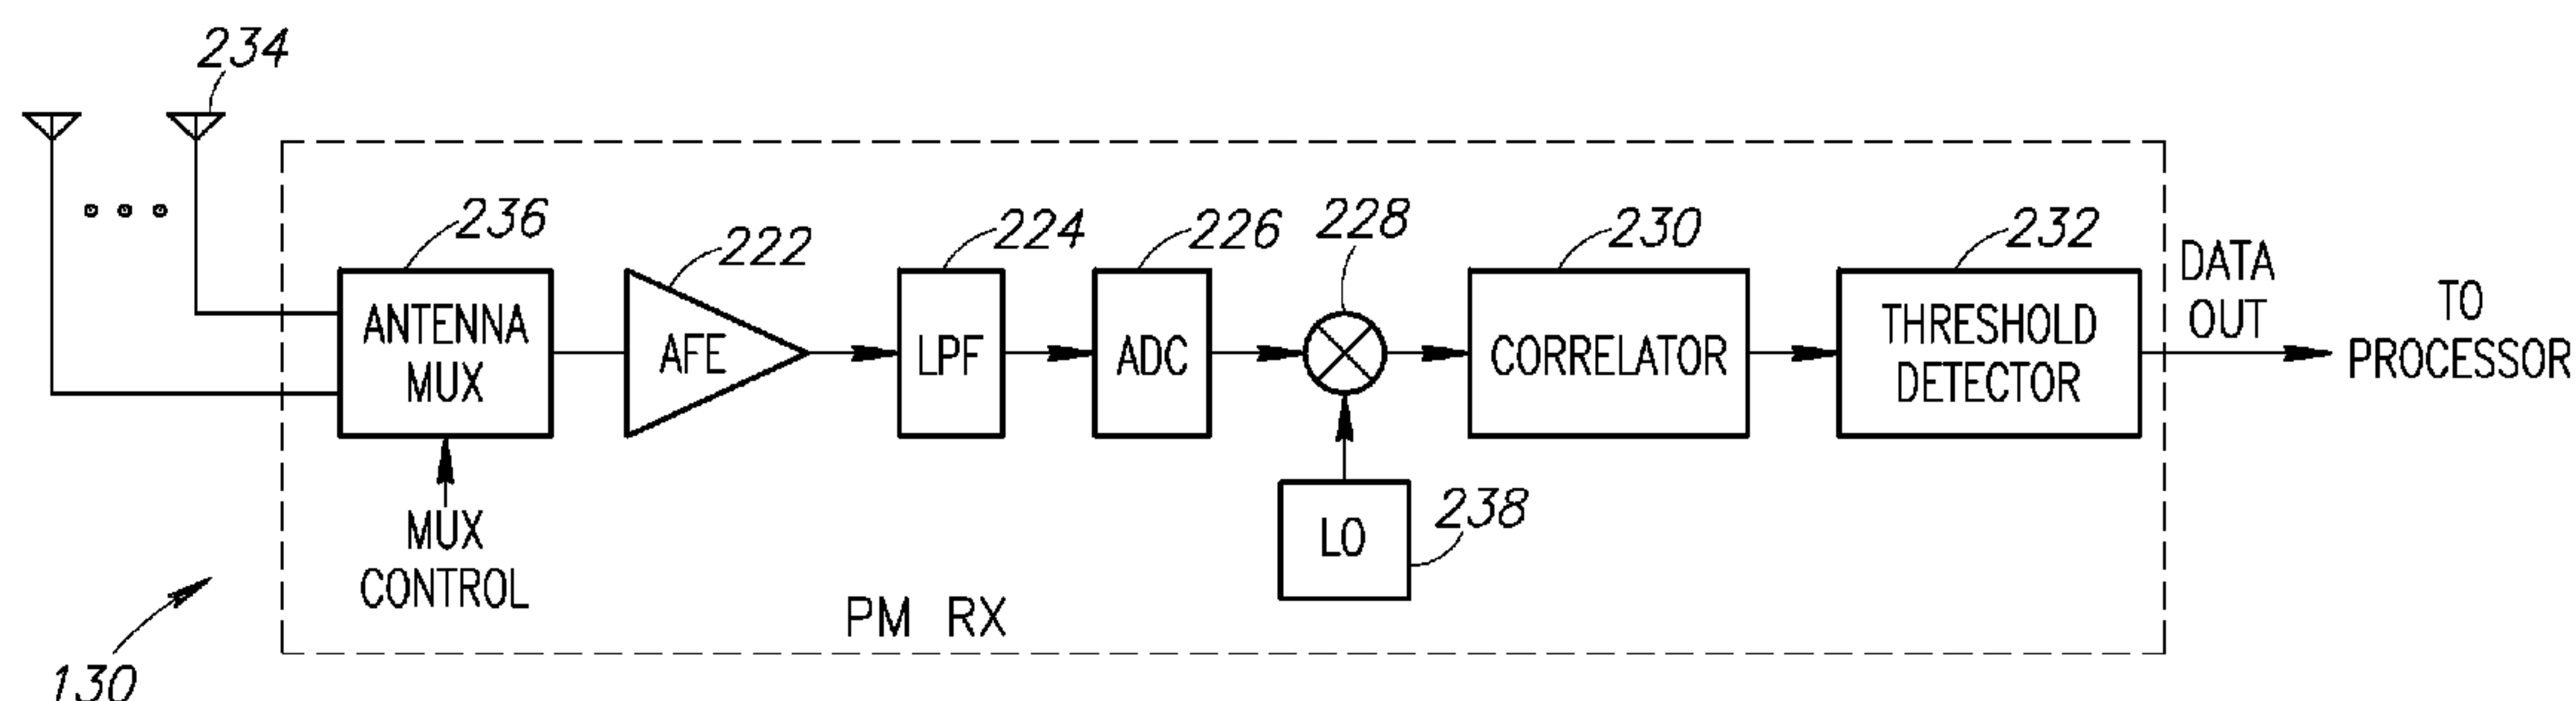 234
236
222
224
226
228
230
232
ANTENNA
MUX
AFE
LPF
ADC
CORRELATOR
THRESHOLD
DETECTOR
DATA
OUT
TO
PROCESSOR
MUX
CONTROL
LO
238
PM RX
130